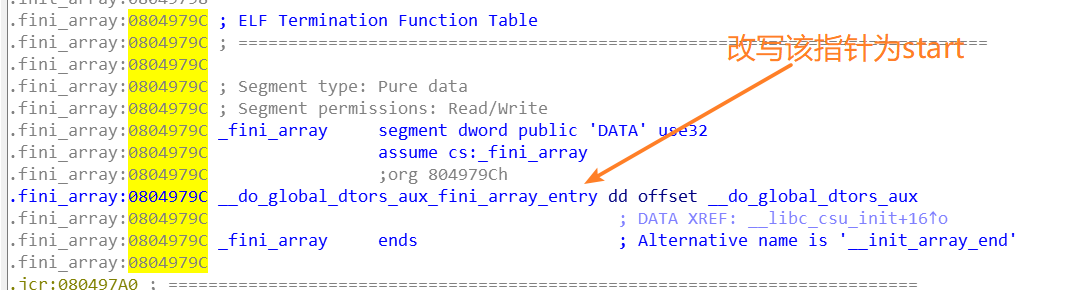 .fini_array:0804979C ; ELF Termination Function Table
.fini_array:0804979C ; ===========================================================================
改写该指针为start
.fini_array:0804979C
.fini_array:0804979C ; Segment type: Pure data
.fini_array:0804979C ; Segment permissions: Read/Write
.fini_array:0804979C _fini_array segment dword public 'DATA' use32
.fini_array:0804979C assume cs:_fini_array
.fini_array:0804979C ;org 804979Ch
.fini_array:0804979C __do_global_dtors_aux_fini_array_entry dd offset __do_global_dtors_aux
.fini_array:0804979C ; DATA XREF: __libc_csu_init+16↑o
.fini_array:0804979C _fini_array ends ; Alternative name is '__init_array_end'
.fini_array:0804979C
.jcr:080497A0 ; ===========================================================================